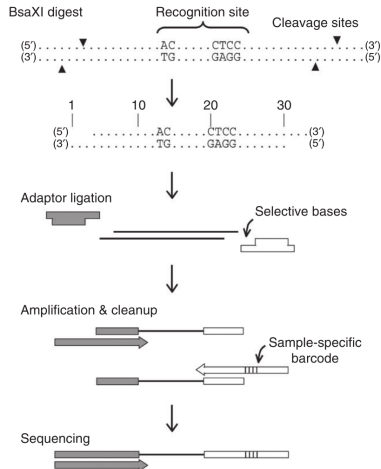 BsaXI digest Recognition site Cleavage sites
(5′)..................AC.....CTCC....................(3′)
(3′)..................TG.....GAGG....................(5′)
1 10 20 30
(5′) ..........AC.....CTCC.......... (3′)
(3′)..........TG.....GAGG.......... (5′)
Adaptor ligation
Selective bases
Amplification & cleanup
Sample-specific
barcode
Sequencing